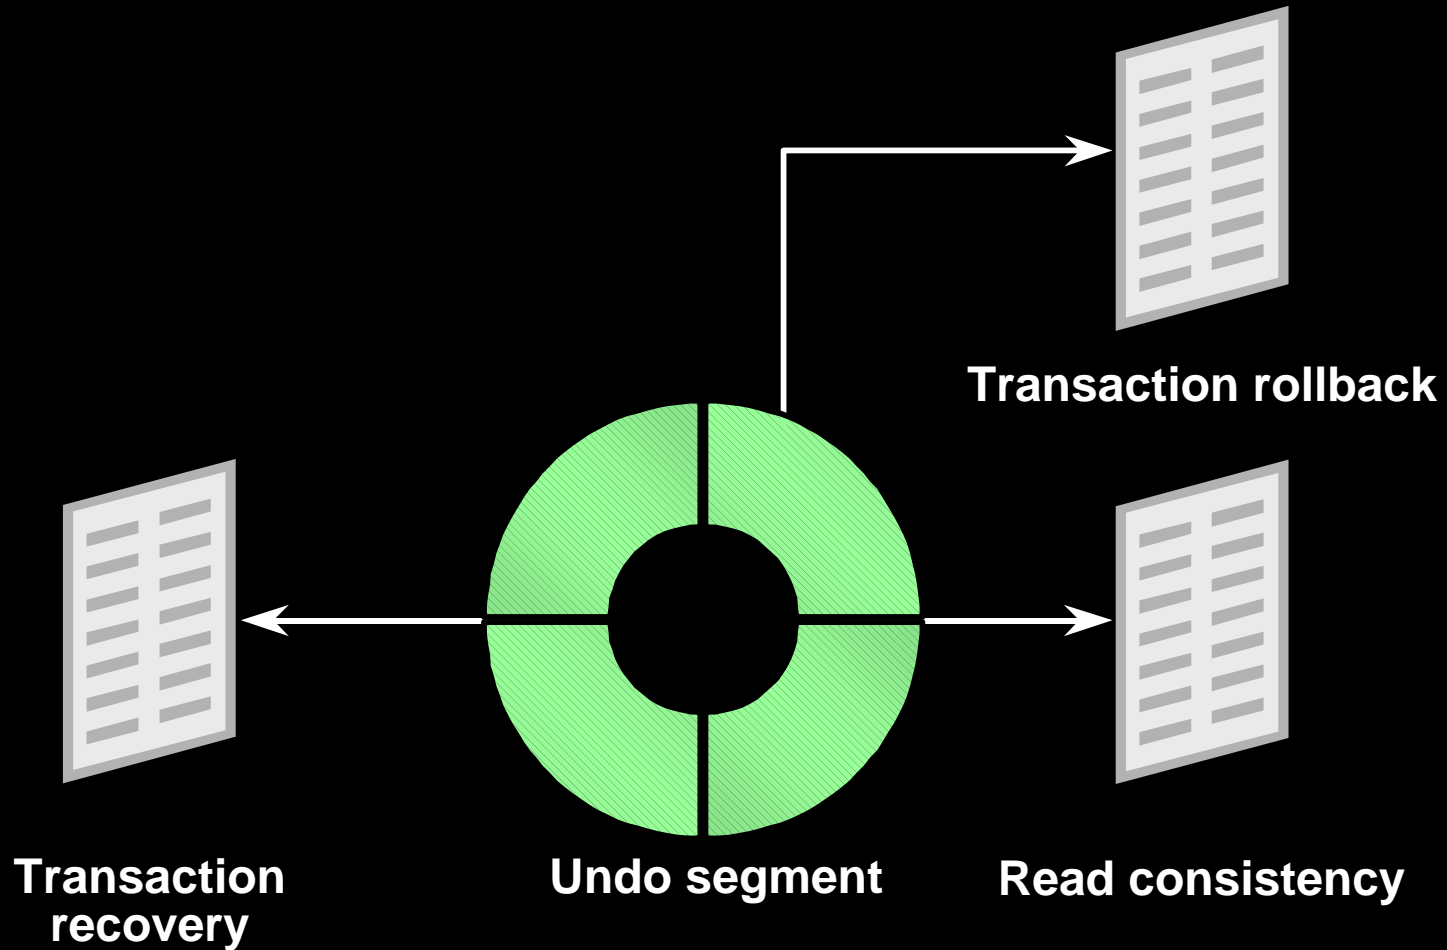 Transaction rollback
Transaction
recovery
Undo segment
Read consistency